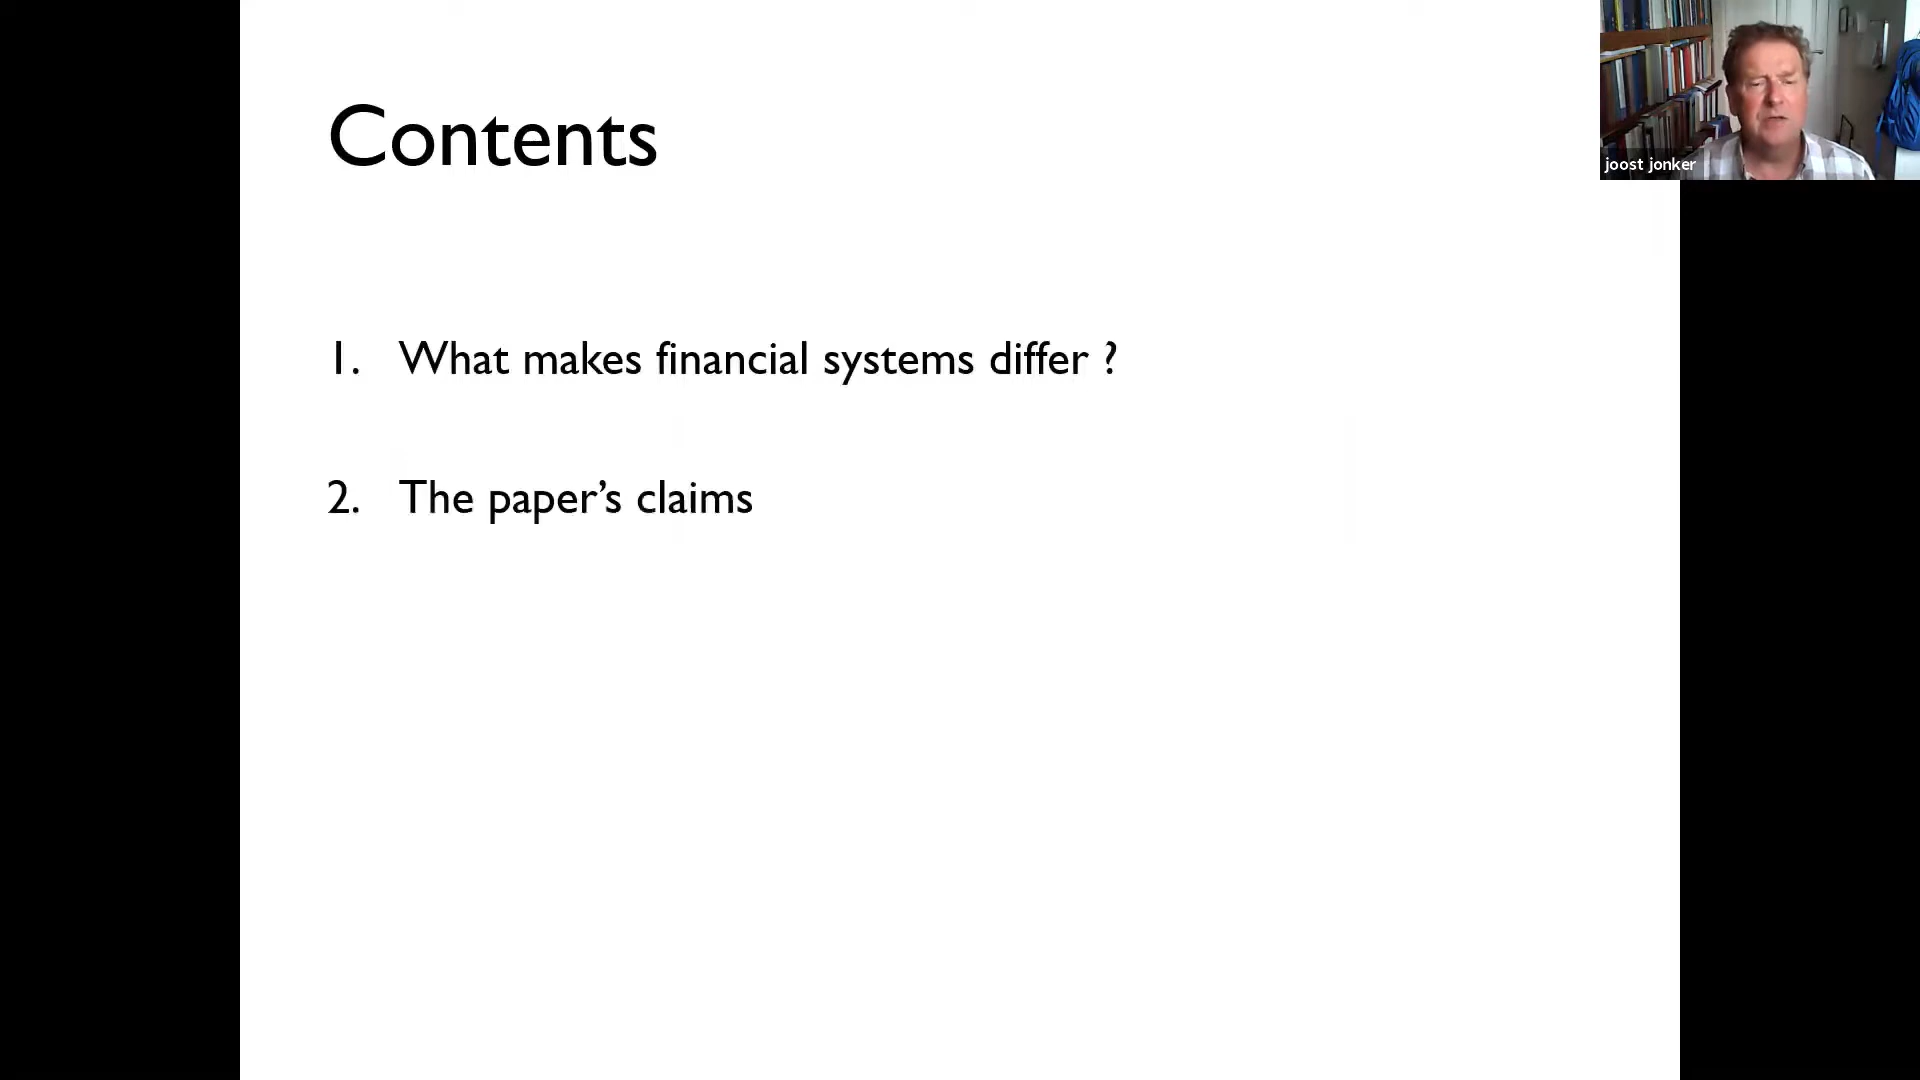 Contents
joost jonker
1. What makes financial systems differ ?
2. The paper’s claims